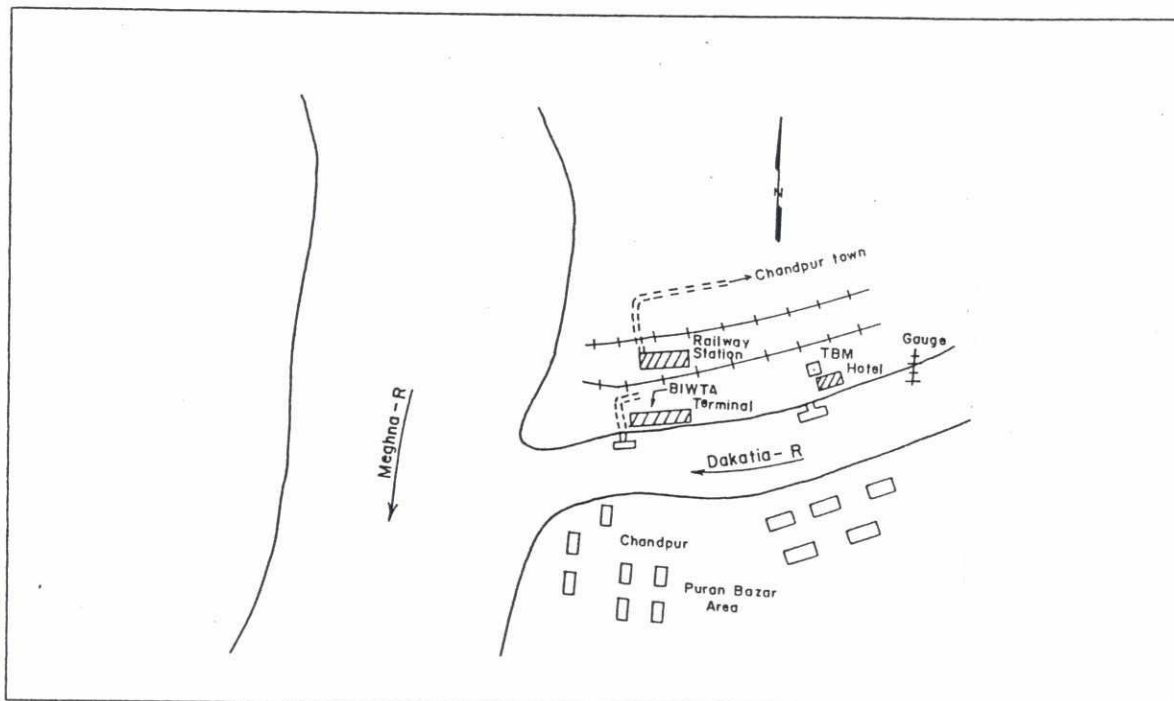 N
Chandpur town
Railway
Station
TBM
Gauge
Hotel
BIWTA
Terminal
Meghna-R
Dakatia-R
Chandpur
Puran Bazar
Area